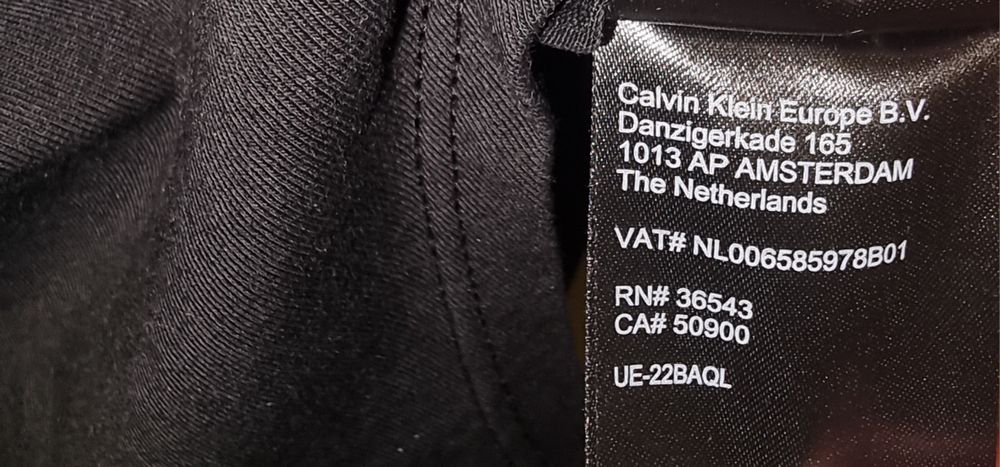 Calvin Klein Europe B.V.
Danzigerkade 165
1013 AP AMSTERDAM
The Netherlands
VAT# NL006585978B01
RN# 36543
CA# 50900
UE-22BAQL